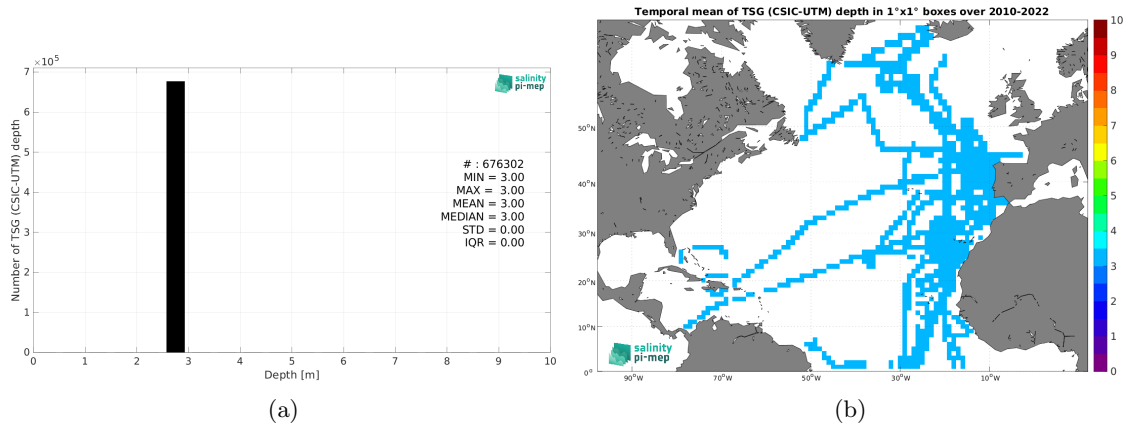 ×10⁵
7
6
5
4
3
2
1
0
Number of TSG (CSIC-UTM) depth
salinity
pi-mep
# : 676302
MIN = 3.00
MAX = 3.00
MEAN = 3.00
MEDIAN = 3.00
STD = 0.00
IQR = 0.00
0 1 2 3 4 5 6 7 8 9 10
Depth [m]
(a)
Temporal mean of TSG (CSIC-UTM) depth in 1°x1° boxes over 2010-2022
50°N
40°N
30°N
20°N
10°N
0°
90°W 70°W 50°W 30°W 10°W
salinity
pi-mep
10
9
8
7
6
5
4
3
2
1
0
(b)